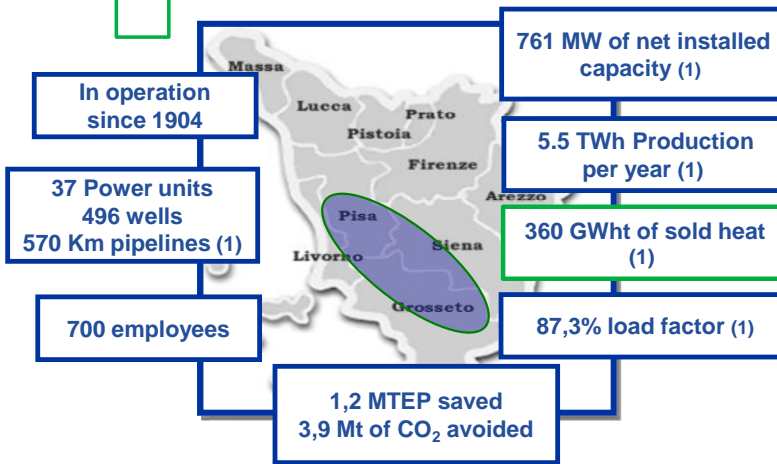 761 MW of net installed
capacity (1)
Massa
In operation
since 1904
Lucca
Prato
Pistoia
5.5 TWh Production
per year (1)
Firenze
Arezzo
37 Power units
496 wells
570 Km pipelines (1)
Pisa
Siena
360 GWht of sold heat
(1)
Livorno
Grosseto
700 employees
87,3% load factor (1)
1,2 MTEP saved
3,9 Mt of CO₂ avoided